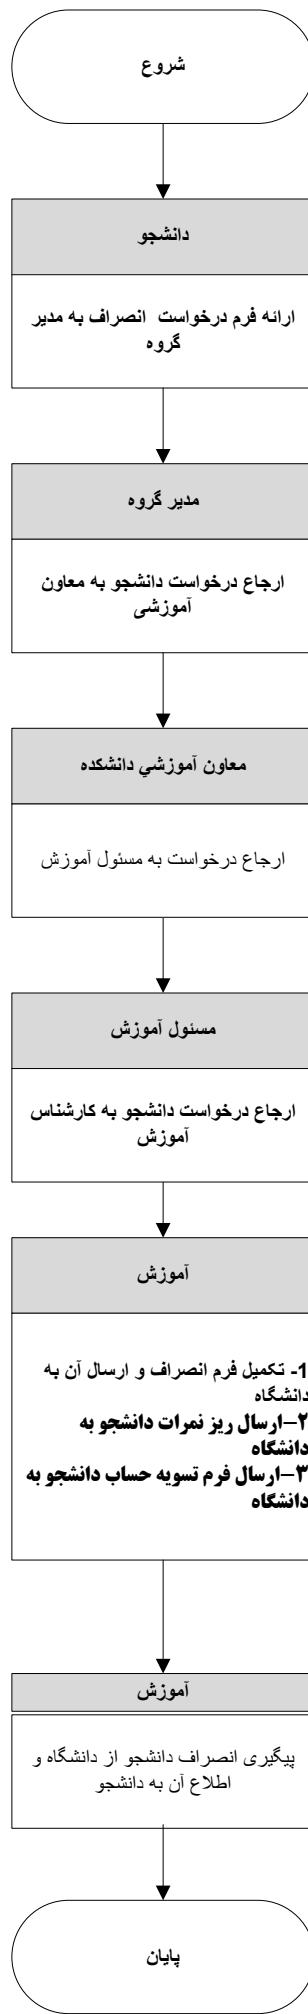 شروع
دانشجو
ارائه فرم درخواست انصراف به مدیر
گروه
مدیر گروه
ارجاع درخواست دانشجو به معاون
آموزشی
معاون آموزشي دانشکده
ارجاع درخواست به مسئول آموزش
مسئول آموزش
ارجاع درخواست دانشجو به کارشناس
آموزش
آموزش
1- تکمیل فرم انصراف و ارسال آن به
دانشگاه
۲–ارسال ریز نمرات دانشجو به
دانشگاه
۳–ارسال فرم تسویه حساب دانشجو به
دانشگاه
آموزش
پیگیری انصراف دانشجو از دانشگاه و
اطلاع آن به دانشجو
پایان